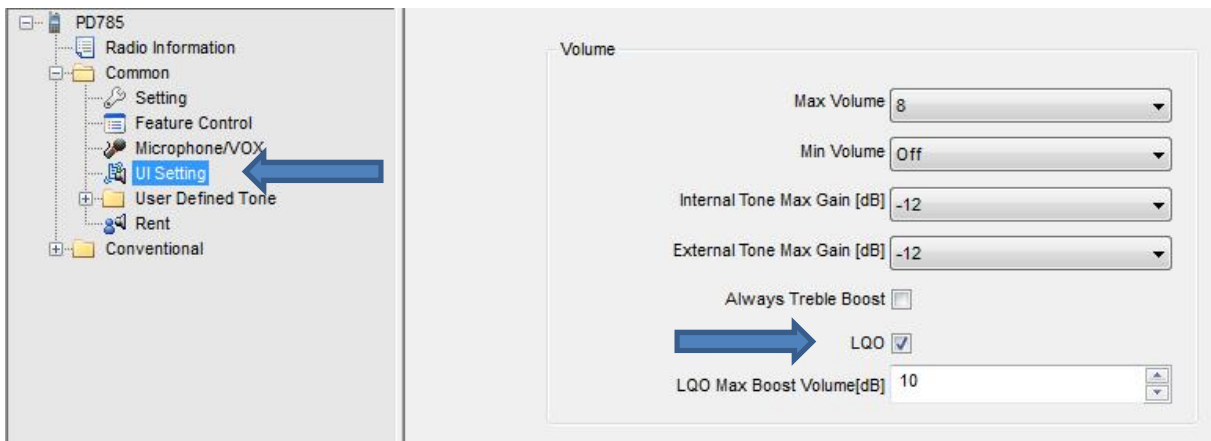 PD785
Radio Information
Common
Setting
Feature Control
Microphone/VOX
UI Setting
User Defined Tone
Rent
Conventional
Volume
Max Volume 8
Min Volume Off
Internal Tone Max Gain [dB] -12
External Tone Max Gain [dB] -12
Always Treble Boost
LQO
LQO Max Boost Volume[dB] 10